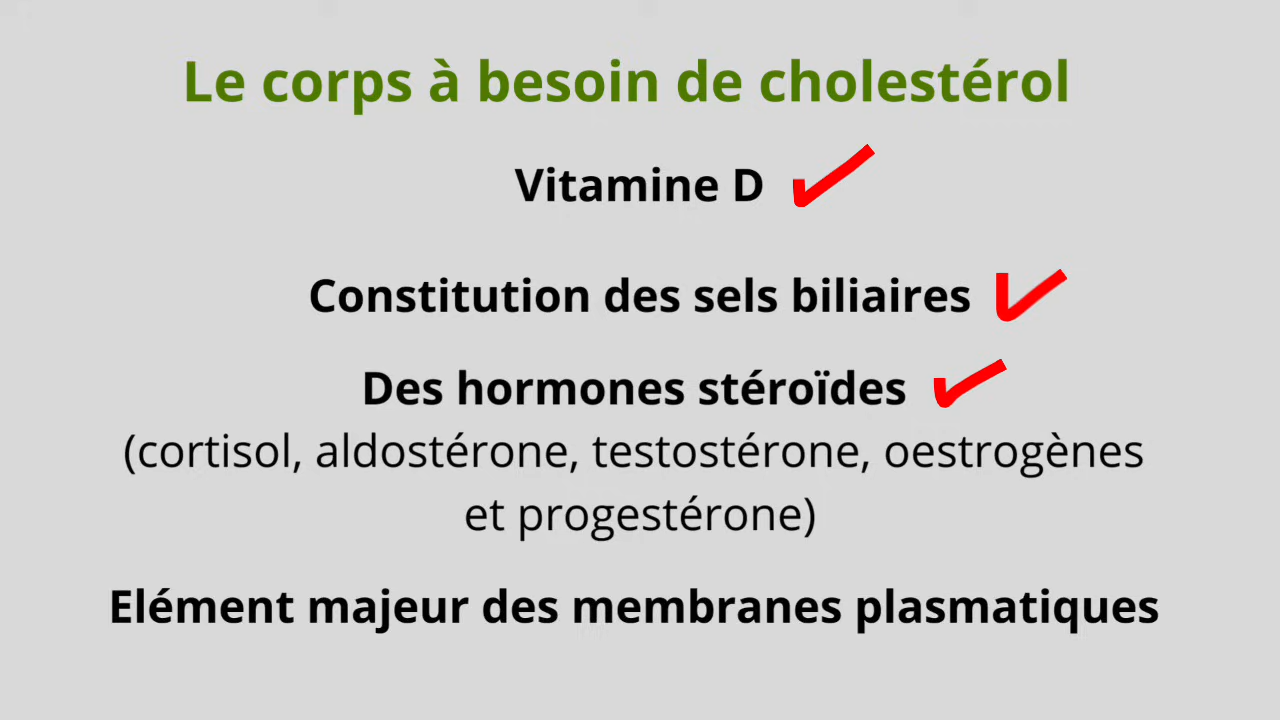 Le corps à besoin de cholestérol
Vitamine D
Constitution des sels biliaires
Des hormones stéroïdes
(cortisol, aldostérone, testostérone, oestrogènes
et progestérone)
Elément majeur des membranes plasmatiques